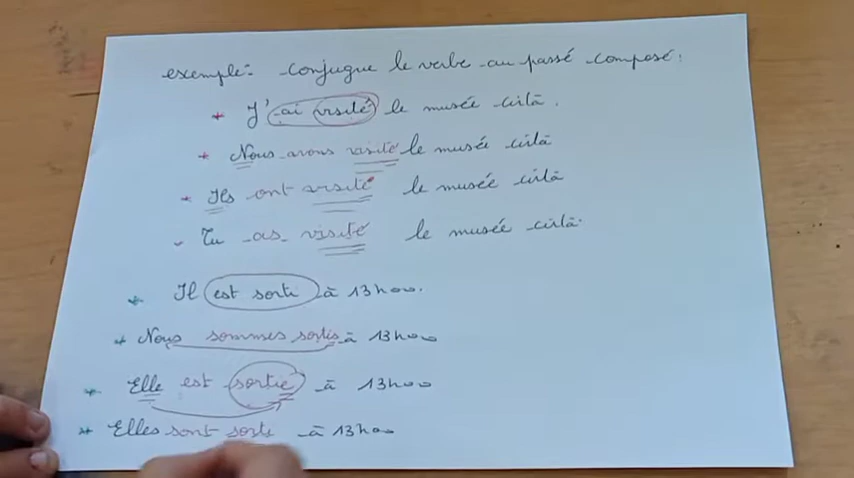 exemple: conjugue le verbe au passé composé:
* J'ai visité le musée cirta.
* Nous avons visité le musée cirta
* Ils ont visité le musée cirta
- Tu as visité le musée cirta.
* Il est sorti à 13h00.
* Nous sommes sortis à 13h00
* Elle est sortie à 13h00
* Elles sont à 13h00